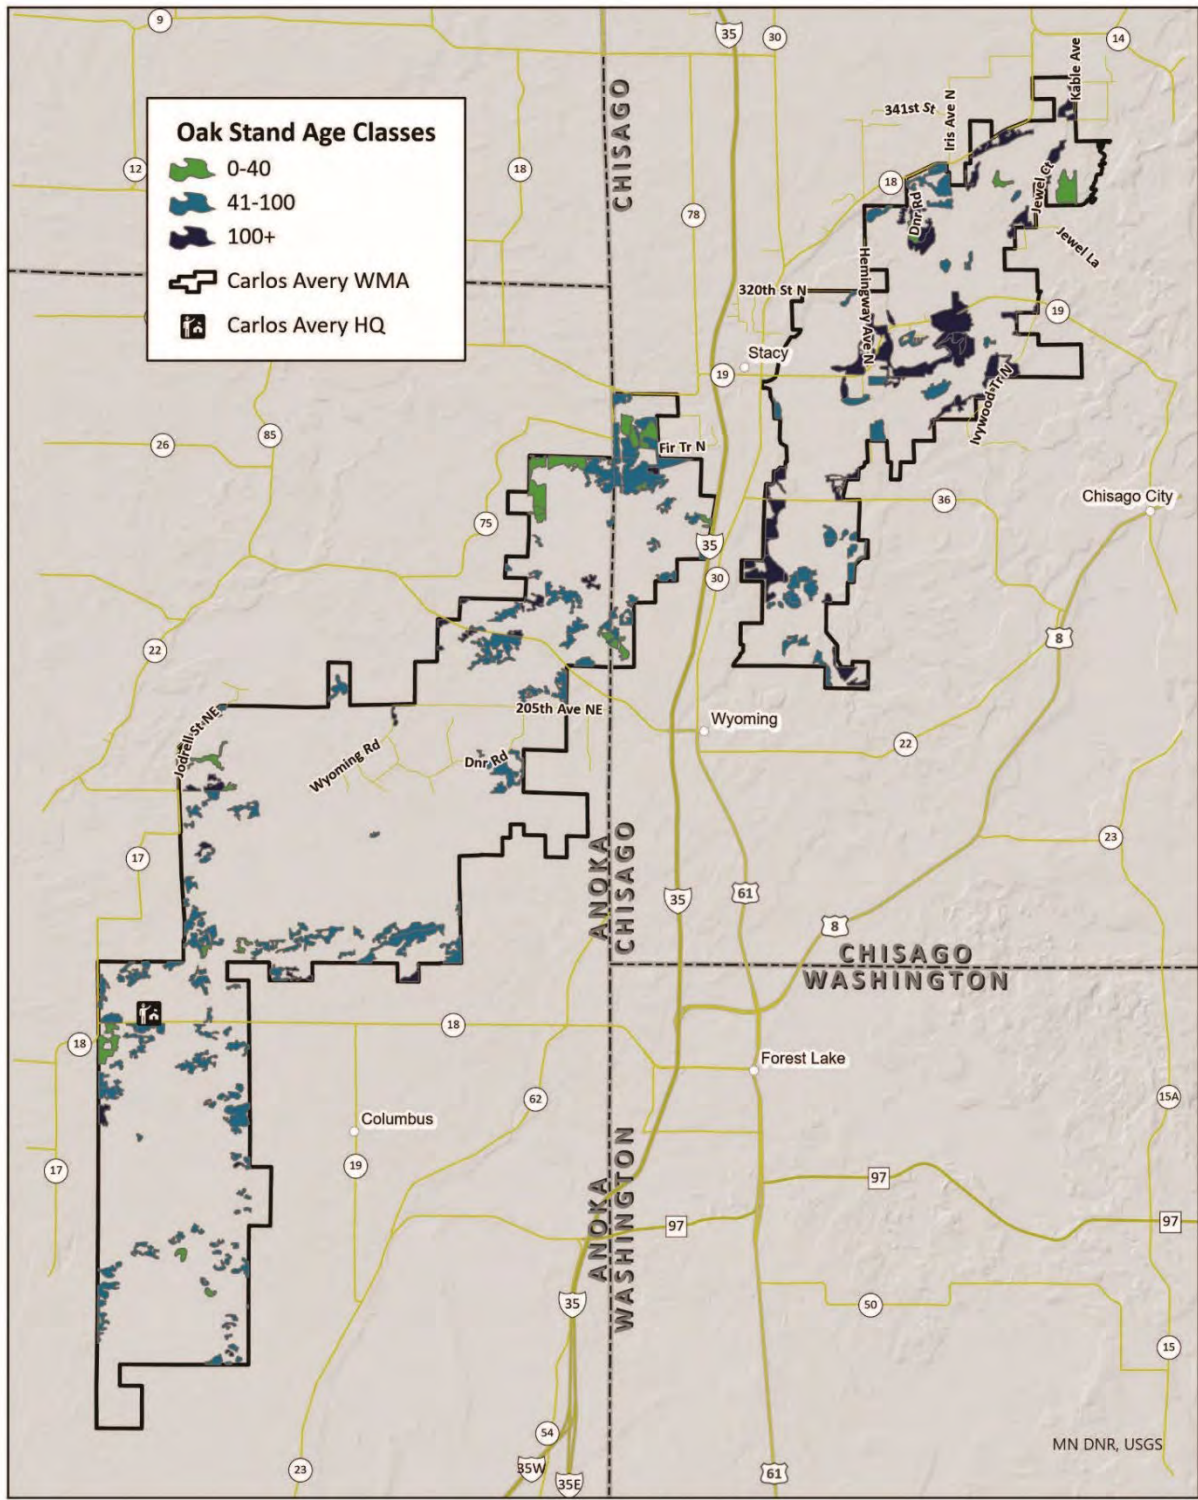 9
35
30
14
Kable Ave
CHISAGO
341st St
Iris Ave N
Oak Stand Age Classes
0-40
41-100
100+
Carlos Avery WMA
Carlos Avery HQ
12
18
78
18
Dnr Rd
Jewel Ct
Jewel La
Hemingway Ave N
320th St N
19
Stacy
19
Ivywood Tr N
85
26
Fir Tr N
36
Chisago City
75
35
30
22
8
205th Ave NE
Jodrell St NE
Wyoming
22
Wyoming Rd
Dnr Rd
23
17
ANOKA
CHISAGO
61
35
8
CHISAGO
WASHINGTON
18
18
Forest Lake
62
15A
Columbus
17
19
ANOKA
WASHINGTON
97
97
97
35
50
15
54
MN DNR, USGS
23
35W
35E
61